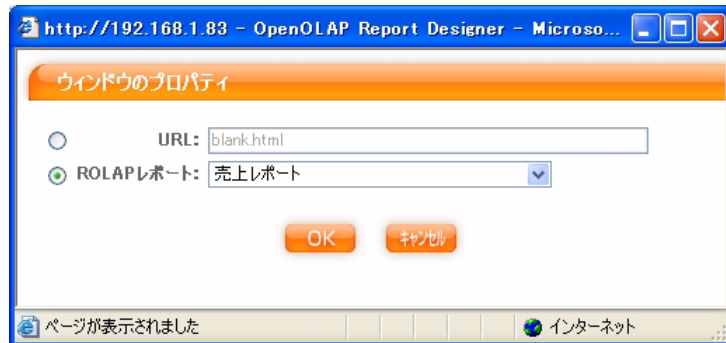 http://192.168.1.83 - OpenOLAP Report Designer - Microso...
ウィンドウのプロパティ
URL: blank.html
ROLAPレポート: 売上レポート
OK キャンセル
ページが表示されました インターネット